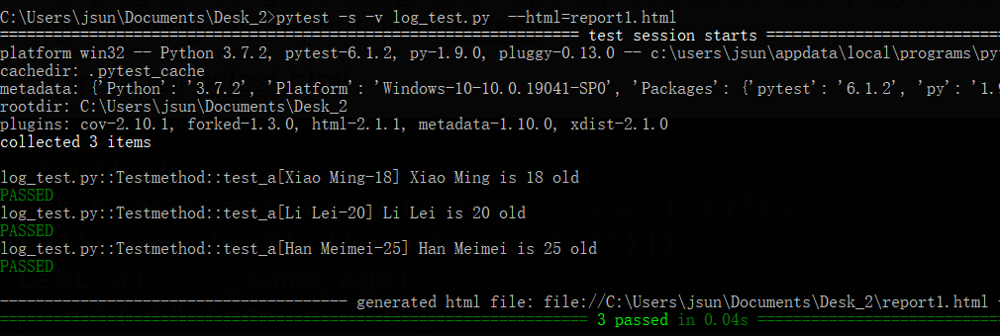 C:\Users\jsun\Documents\Desk_2>pytest -s -v log_test.py  --html=report1.html
================================================================= test session starts ===========================
platform win32 -- Python 3.7.2, pytest-6.1.2, py-1.9.0, pluggy-0.13.0 -- c:\users\jsun\appdata\local\programs\py
cachedir: .pytest_cache
metadata: {'Python': '3.7.2', 'Platform': 'Windows-10-10.0.19041-SP0', 'Packages': {'pytest': '6.1.2', 'py': '1.9
rootdir: C:\Users\jsun\Documents\Desk_2
plugins: cov-2.10.1, forked-1.3.0, html-2.1.1, metadata-1.10.0, xdist-2.1.0
collected 3 items
log_test.py::Testmethod::test_a[Xiao Ming-18] Xiao Ming is 18 old
PASSED
log_test.py::Testmethod::test_a[Li Lei-20] Li Lei is 20 old
PASSED
log_test.py::Testmethod::test_a[Han Meimei-25] Han Meimei is 25 old
PASSED
--------------------------------------- generated html file: file://C:\Users\jsun\Documents\Desk_2\report1.html -
================================================================== 3 passed in 0.04s ============================